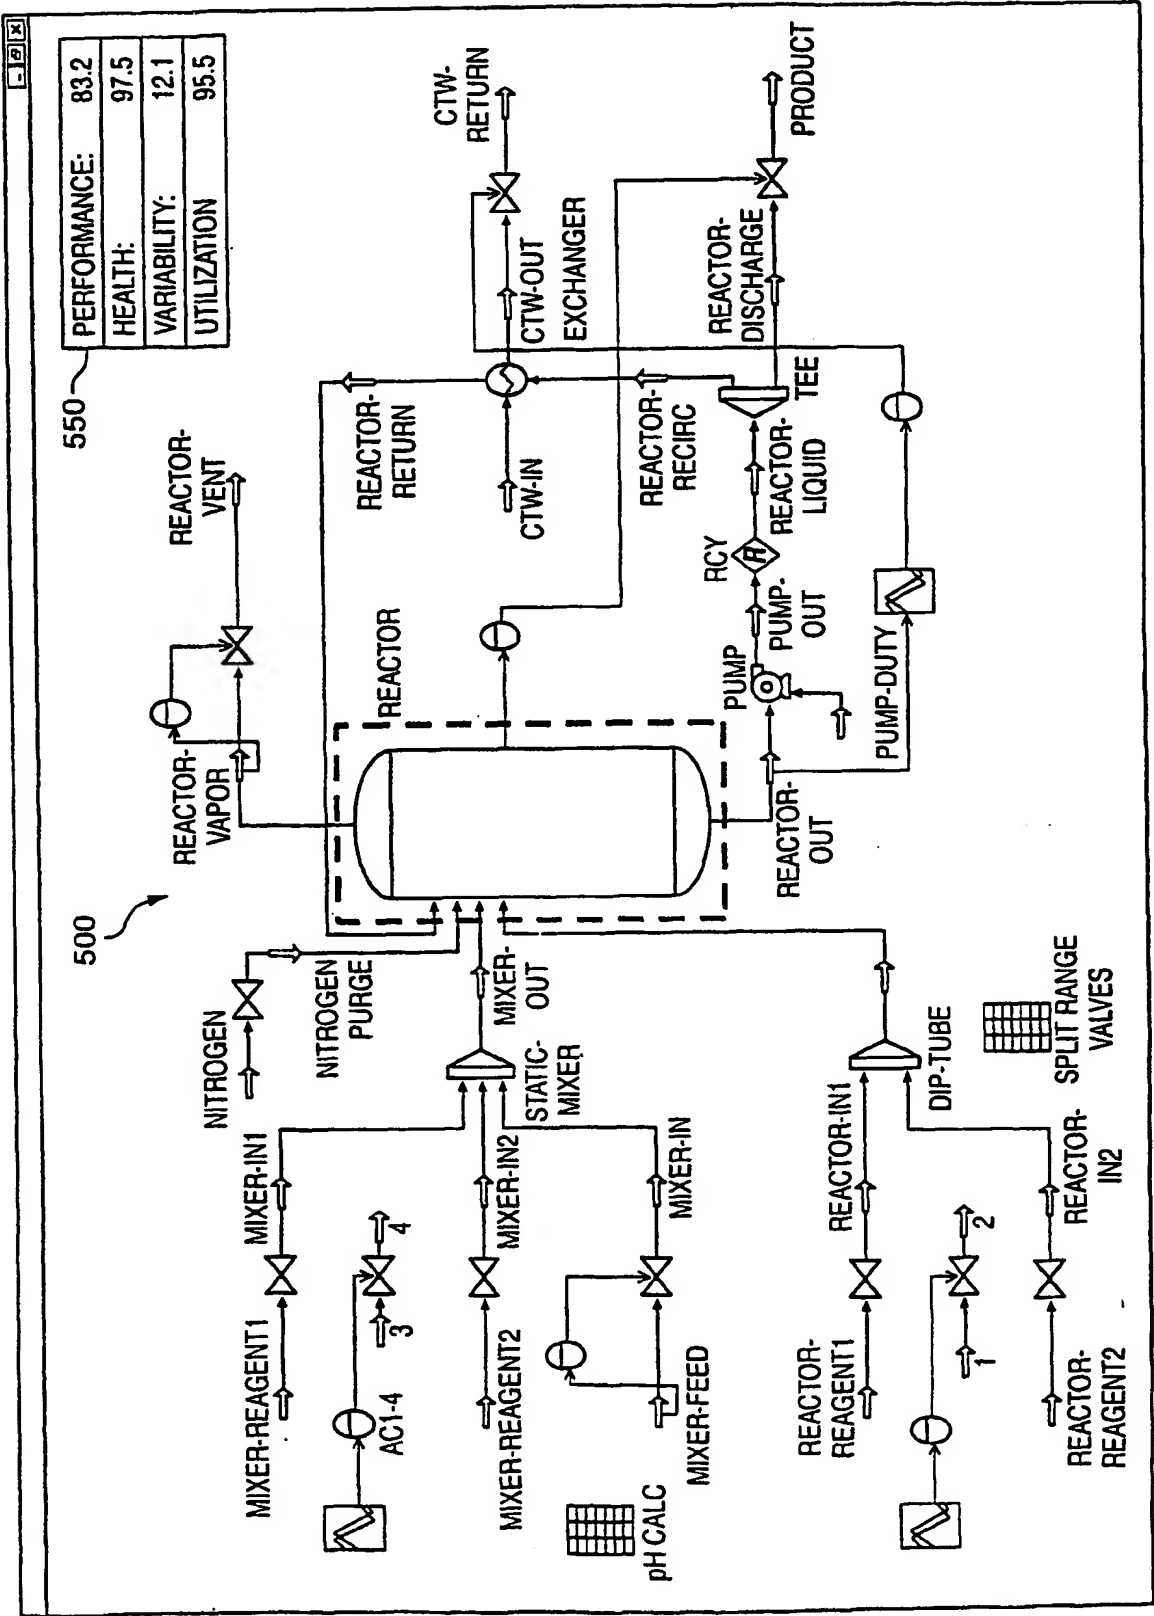 550
PERFORMANCE: 83.2
HEALTH: 97.5
VARIABILITY: 12.1
UTILIZATION 95.5
500
REACTOR-
VENT
REACTOR-
VAPOR
NITROGEN
NITROGEN
PURGE
REACTOR
REACTOR-
RETURN
CTW-IN
CTW-OUT
CTW-
RETURN
EXCHANGER
MIXER-REAGENT1
MIXER-IN1
AC1-4
3
4
MIXER-REAGENT2
MIXER-IN2
STATIC-
MIXER
MIXER-
OUT
pH CALC
MIXER-FEED
MIXER-IN
REACTOR-
RECIRC
REACTOR-
DISCHARGE
PRODUCT
RCY
R
PUMP
PUMP-
OUT
REACTOR-
LIQUID
TEE
REACTOR-
OUT
PUMP-DUTY
REACTOR-
REAGENT1
REACTOR-IN1
DIP-TUBE
1
2
REACTOR-
REAGENT2
REACTOR-
IN2
SPLIT RANGE
VALVES